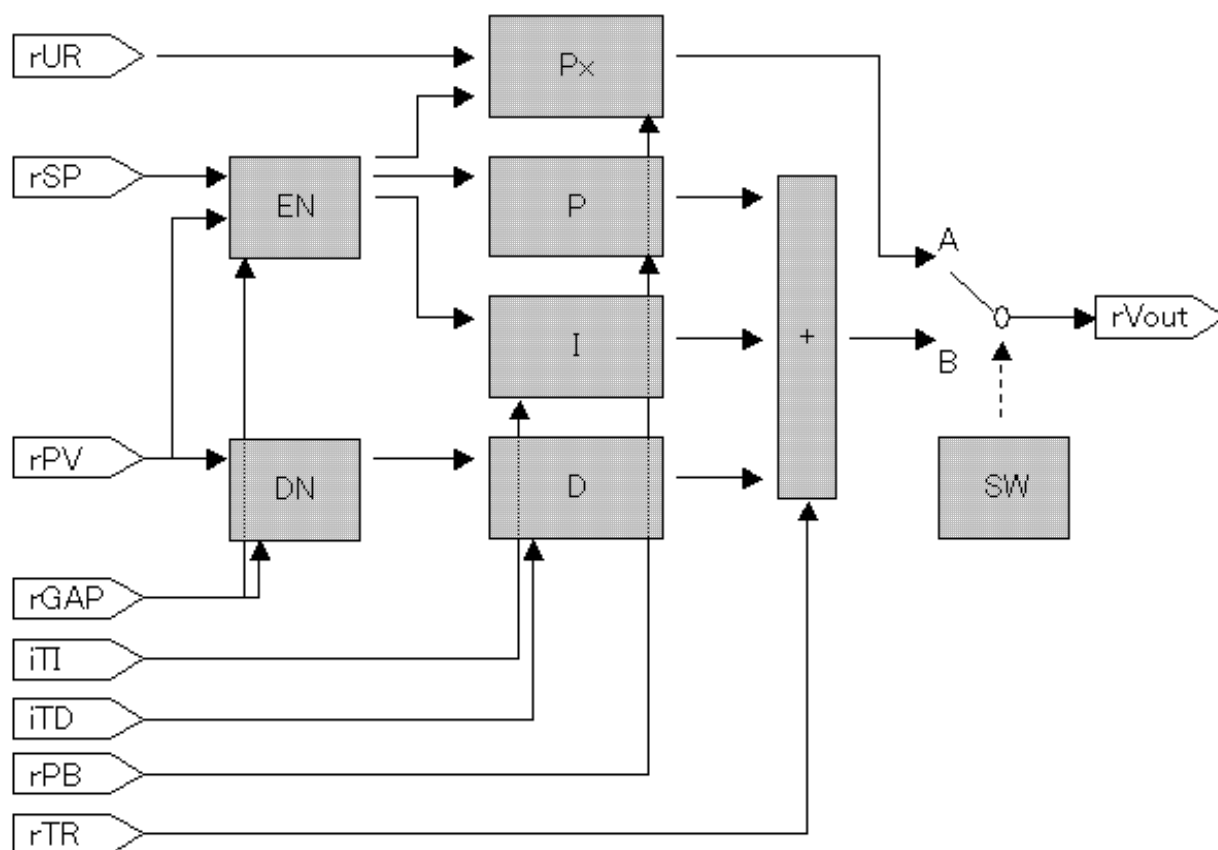 rUR
Px
rSP
EN
P
A
I
+
rVout
B
rPV
DN
D
SW
rGAP
iTI
iTD
rPB
rTR